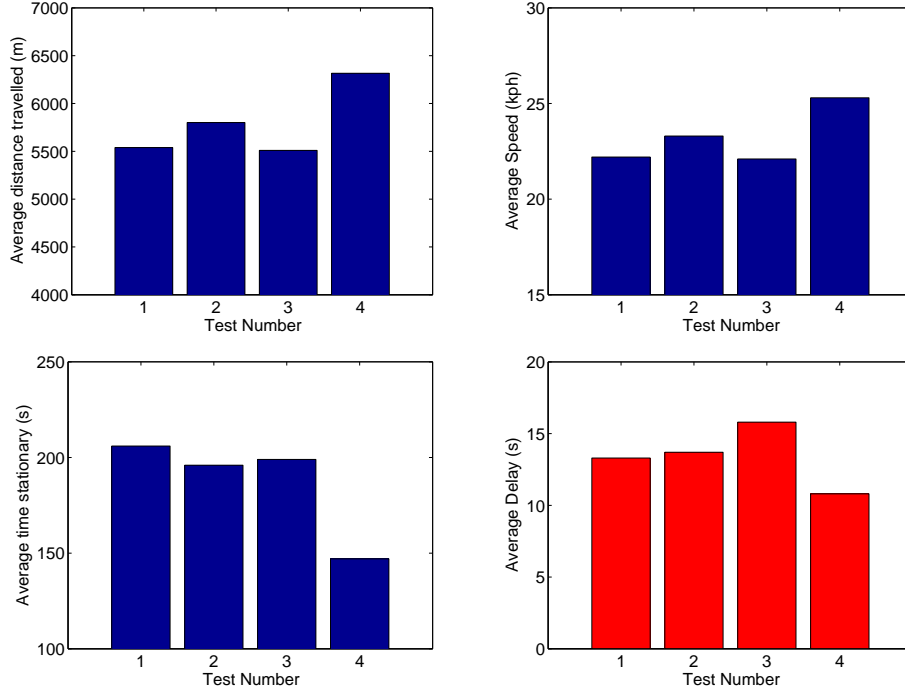 Average distance travelled (m)
7000
6500
6000
5500
5000
4500
4000
1 2 3 4
Test Number
Average Speed (kph)
30
25
20
15
1 2 3 4
Test Number
Average time stationary (s)
250
200
150
100
1 2 3 4
Test Number
Average Delay (s)
20
15
10
5
0
1 2 3 4
Test Number